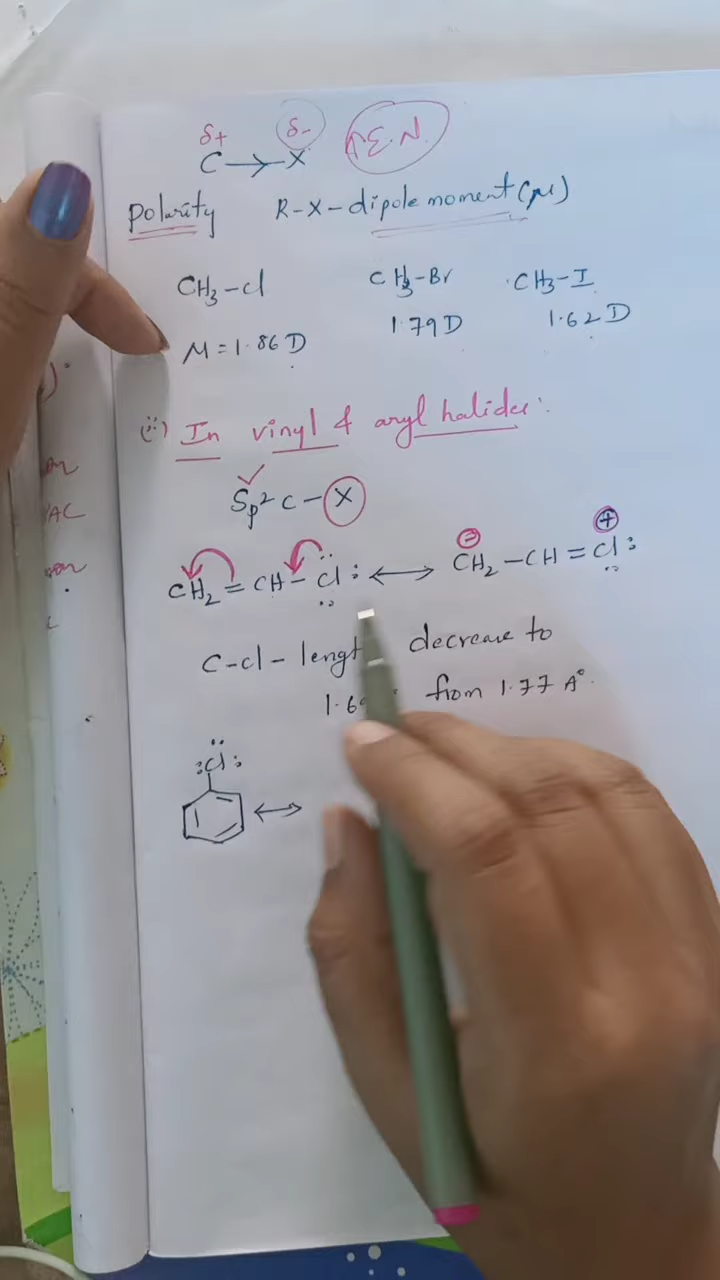 δ+ δ-
C → X ↑E.N.
Polarity R-X-dipole moment (μ)
CH₃-Cl CH₃-Br CH₃-I
μ = 1.86 D 1.79 D 1.62 D
(ii) In vinyl & aryl halides:
Sp² C - X
CH₂ = CH - Cl: ↔ ⊖CH₂ - CH = Cl⊕:
C-Cl - decrease to
from 1.77 A°.
:Cl:
↔